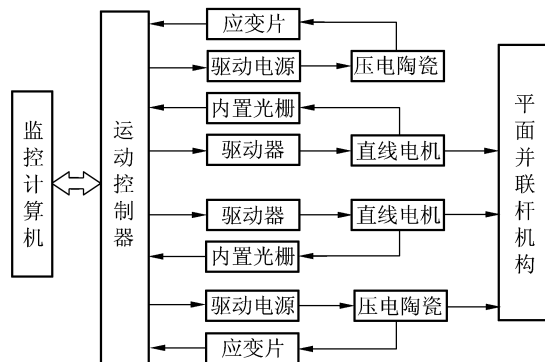 监控计算机
运动控制器
应变片
驱动电源
压电陶瓷
内置光栅
驱动器
直线电机
驱动器
直线电机
内置光栅
驱动电源
压电陶瓷
应变片
平面并联杆机构